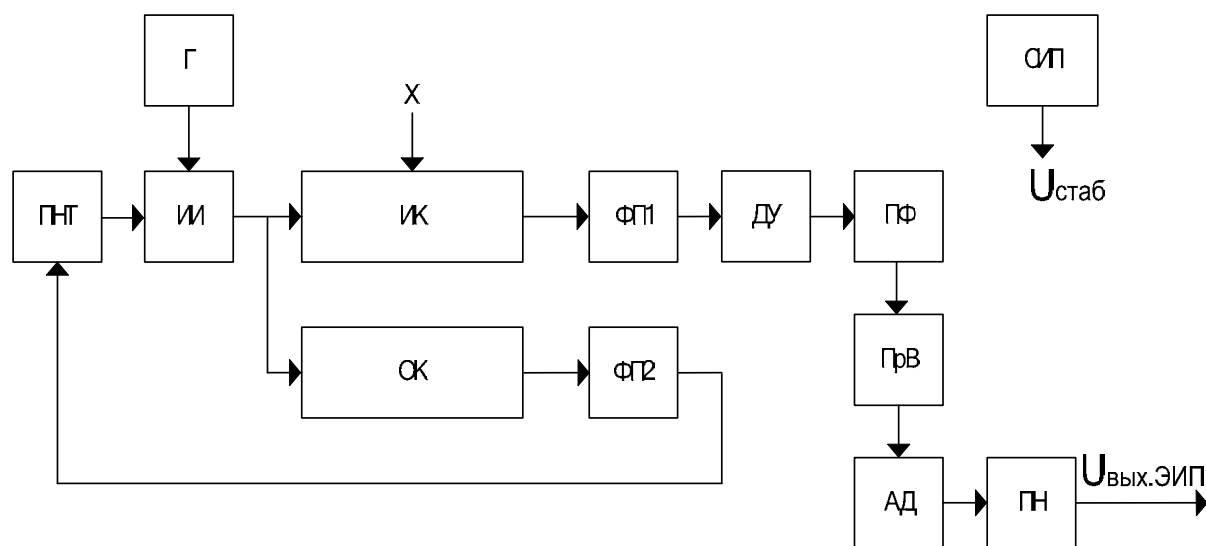 Г
СИП
X
Uстаб
ПНТ
ИИ
ИК
ФП1
ДУ
ПФ
ОК
ФП2
ПрВ
АД
ПН
Uвых.ЭИП